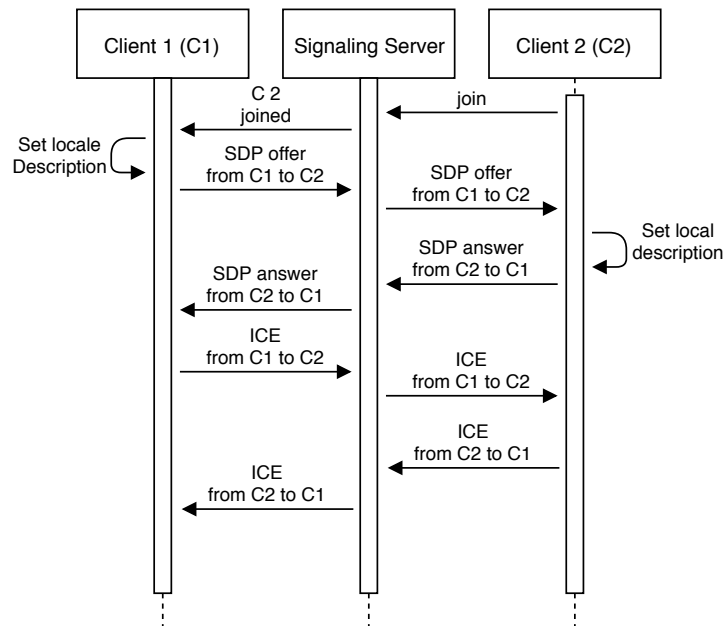 Client 1 (C1)
Signaling Server
Client 2 (C2)
C 2
joined
join
Set locale
Description
SDP offer
from C1 to C2
SDP offer
from C1 to C2
Set local
description
SDP answer
from C2 to C1
SDP answer
from C2 to C1
ICE
from C1 to C2
ICE
from C1 to C2
ICE
from C2 to C1
ICE
from C2 to C1